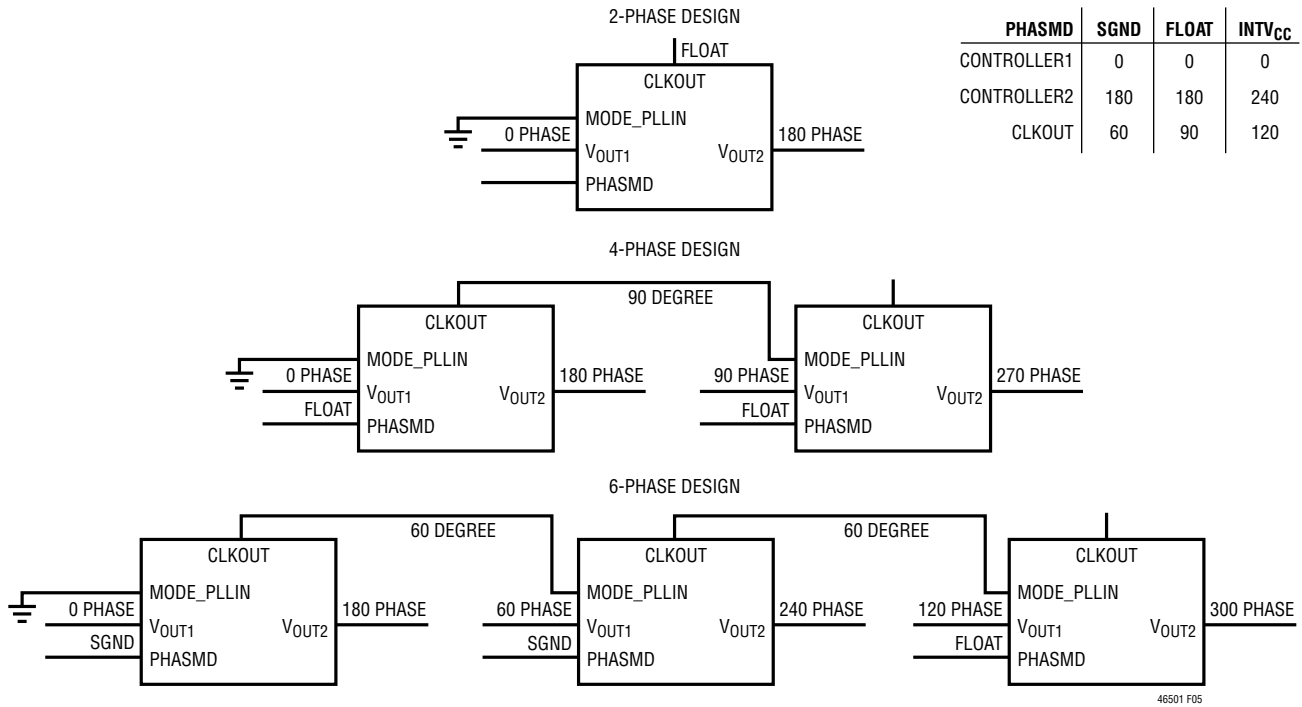 2-PHASE DESIGN
FLOAT
CLKOUT
MODE_PLLIN
0 PHASE
VOUT1
VOUT2
180 PHASE
PHASMD
PHASMD SGND FLOAT INTVCC
CONTROLLER1 0 0 0
CONTROLLER2 180 180 240
CLKOUT 60 90 120
4-PHASE DESIGN
90 DEGREE
CLKOUT
MODE_PLLIN
0 PHASE
VOUT1
VOUT2
180 PHASE
FLOAT
PHASMD
CLKOUT
MODE_PLLIN
90 PHASE
VOUT1
VOUT2
270 PHASE
FLOAT
PHASMD
6-PHASE DESIGN
60 DEGREE
60 DEGREE
CLKOUT
MODE_PLLIN
0 PHASE
VOUT1
VOUT2
180 PHASE
SGND
PHASMD
CLKOUT
MODE_PLLIN
60 PHASE
VOUT1
VOUT2
240 PHASE
SGND
PHASMD
CLKOUT
MODE_PLLIN
120 PHASE
VOUT1
VOUT2
300 PHASE
FLOAT
PHASMD
46501 F05